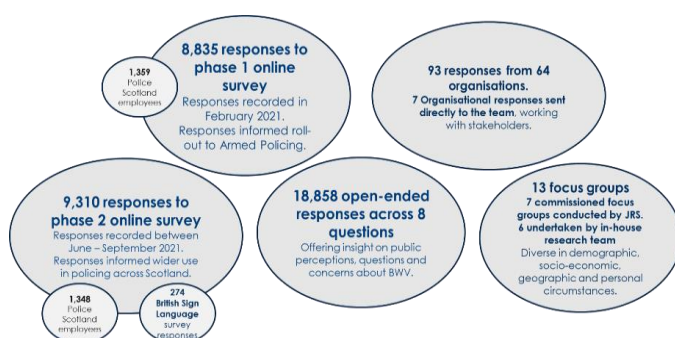 8,835 responses to
phase 1 online
survey
Responses recorded in
February 2021.
Responses informed roll-
out to Armed Policing.
1,359
Police
Scotland
employees
93 responses from 64
organisations.
7 Organisational responses sent
directly to the team, working
with stakeholders.
9,310 responses to
phase 2 online survey
Responses recorded between
June – September 2021.
Responses informed wider use
in policing across Scotland.
1,348
Police
Scotland
employees
274
British Sign
Language
survey
responses
18,858 open-ended
responses across 8
questions
Offering insight on public
perceptions, questions and
concerns about BWV.
13 focus groups
7 commissioned focus
groups conducted by JRS.
6 undertaken by in-house
research team
Diverse in demographic,
socio-economic,
geographic and personal
circumstances.